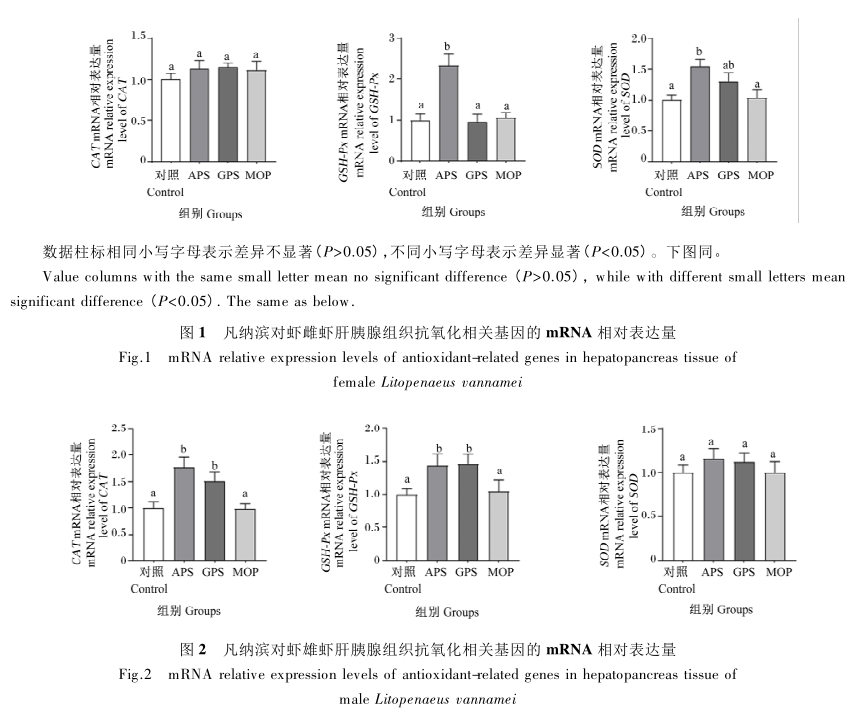 CAT mRNA相对表达量
mRNA relative expression
level of CAT
1.5
1.0
0.5
0
a
a
a
a
对照 APS GPS MOP
Control
组别 Groups
GSH-Px mRNA相对表达量
mRNA relative expression
level of GSH-Px
3
2
1
0
a
b
a
a
对照 APS GPS MOP
Control
组别 Groups
SOD mRNA相对表达量
mRNA relative expression
level of SOD
2.0
1.5
1.0
0.5
0
a
b
ab
a
对照 APS GPS MOP
Control
组别 Groups
数据柱标相同小写字母表示差异不显著(P>0.05),不同小写字母表示差异显著(P<0.05)。下图同。
Value columns with the same small letter mean no significant difference (P>0.05), while with different small letters mean
significant difference (P<0.05). The same as below.
图 1 凡纳滨对虾雌虾肝胰腺组织抗氧化相关基因的 mRNA 相对表达量
Fig.1 mRNA relative expression levels of antioxidant-related genes in hepatopancreas tissue of
female Litopenaeus vannamei
CAT mRNA相对表达量
mRNA relative expression
level of CAT
2.5
2.0
1.5
1.0
0.5
0
a
b
b
a
对照 APS GPS MOP
Control
组别 Groups
GSH-Px mRNA相对表达量
mRNA relative expression
level of GSH-Px
2.0
1.5
1.0
0.5
0
a
b
b
a
对照 APS GPS MOP
Control
组别 Groups
SOD mRNA相对表达量
mRNA relative expression
level of SOD
1.5
1.0
0.5
0
a
a
a
a
对照 APS GPS MOP
Control
组别 Groups
图 2 凡纳滨对虾雄虾肝胰腺组织抗氧化相关基因的 mRNA 相对表达量
Fig.2 mRNA relative expression levels of antioxidant-related genes in hepatopancreas tissue of
male Litopenaeus vannamei